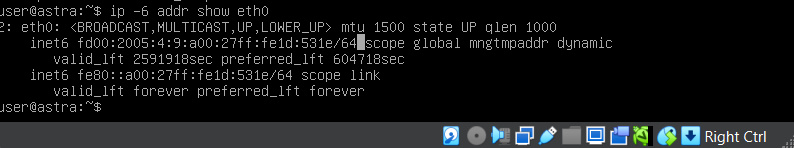 user@astra:~$ ip -6 addr show eth0
2: eth0: <BROADCAST,MULTICAST,UP,LOWER_UP> mtu 1500 state UP qlen 1000
inet6 fd00:2005:4:9:a00:27ff:fe1d:531e/64 scope global mngtmpaddr dynamic
valid_lft 2591918sec preferred_lft 604718sec
inet6 fe80::a00:27ff:fe1d:531e/64 scope link
valid_lft forever preferred_lft forever
user@astra:~$
Right Ctrl